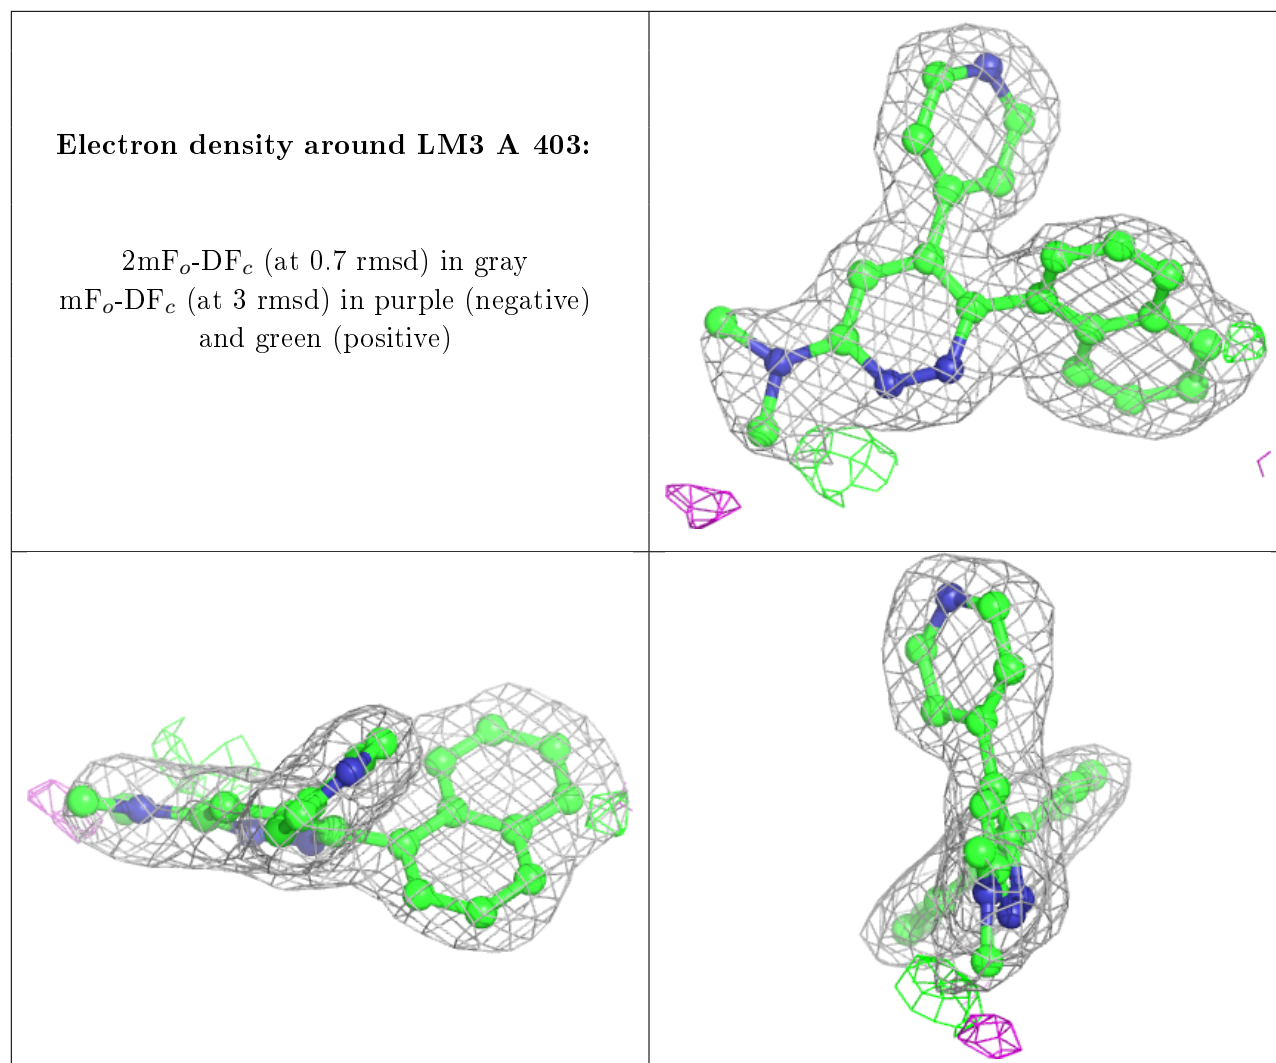 Electron density around LM3 A 403:
2mFo-DFc (at 0.7 rmsd) in gray
mFo-DFc (at 3 rmsd) in purple (negative)
and green (positive)